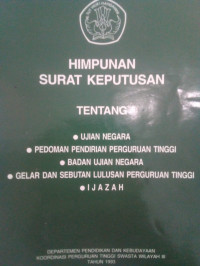 HIMPUNAN
SURAT KEPUTUSAN
TENTANG
● UJIAN NEGARA
● PEDOMAN PENDIRIAN PERGURUAN TINGGI
● BADAN UJIAN NEGARA
● GELAR DAN SEBUTAN LULUSAN PERGURUAN TINGGI
● IJAZAH
DEPARTEMEN PENDIDIKAN DAN KEBUDAYAAN
KOORDINASI PERGURUAN TINGGI SWASTA WILAYAH III
TAHUN